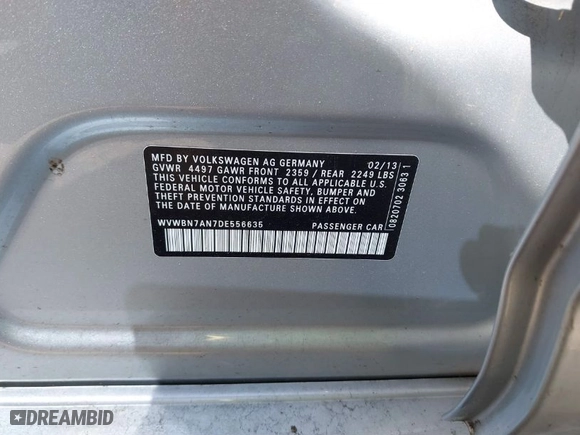 MFD BY VOLKSWAGEN AG GERMANY 02/13
GVWR 4497 GAWR FRONT 2359 / REAR 2249 LBS
THIS VEHICLE CONFORMS TO ALL APPLICABLE
FEDERAL MOTOR VEHICLE SAFETY, BUMPER AND
THEFT PREVENTION STANDARDS IN EFFECT ON
THE DATE OF MANUFACTURE SHOWN ABOVE
WVWBN7AN7DE556635 PASSENGER CAR
0820702 3063 1
DREAMBID